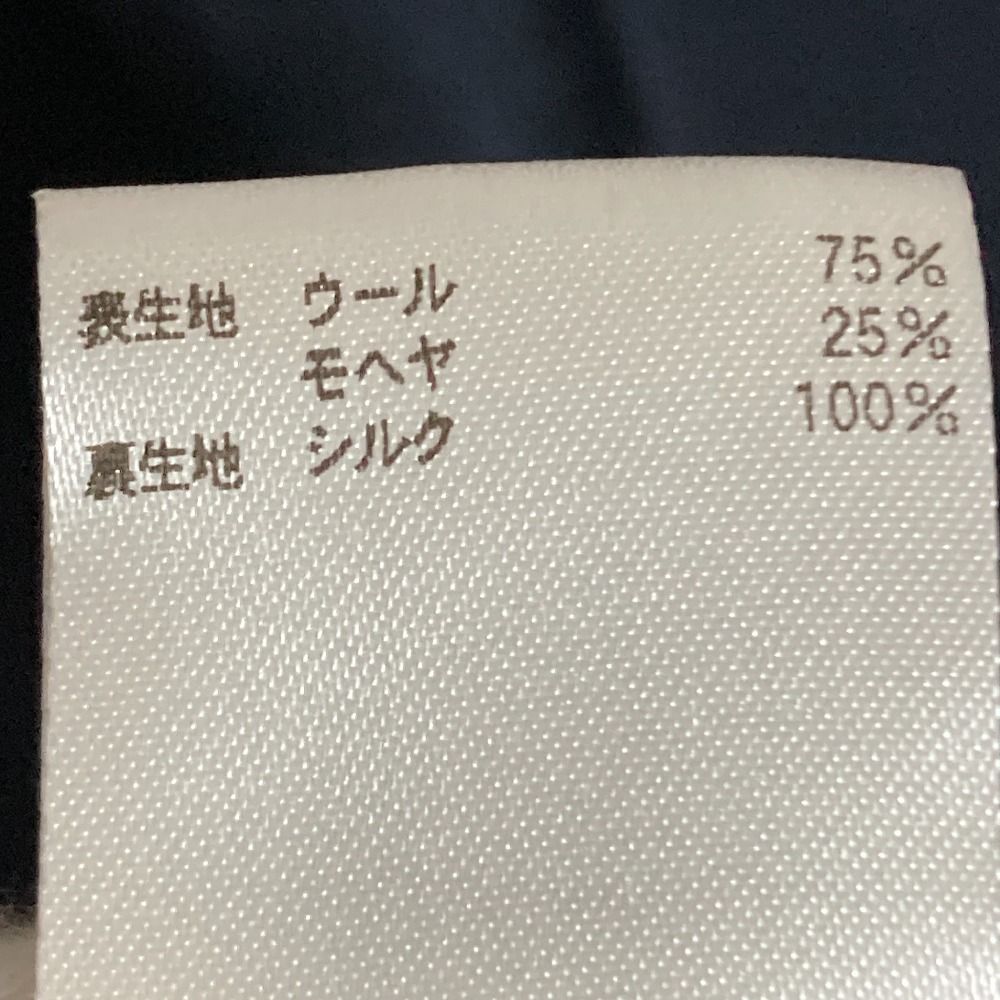 表生地 ウール 75%
モヘヤ 25%
裏生地 シルク 100%